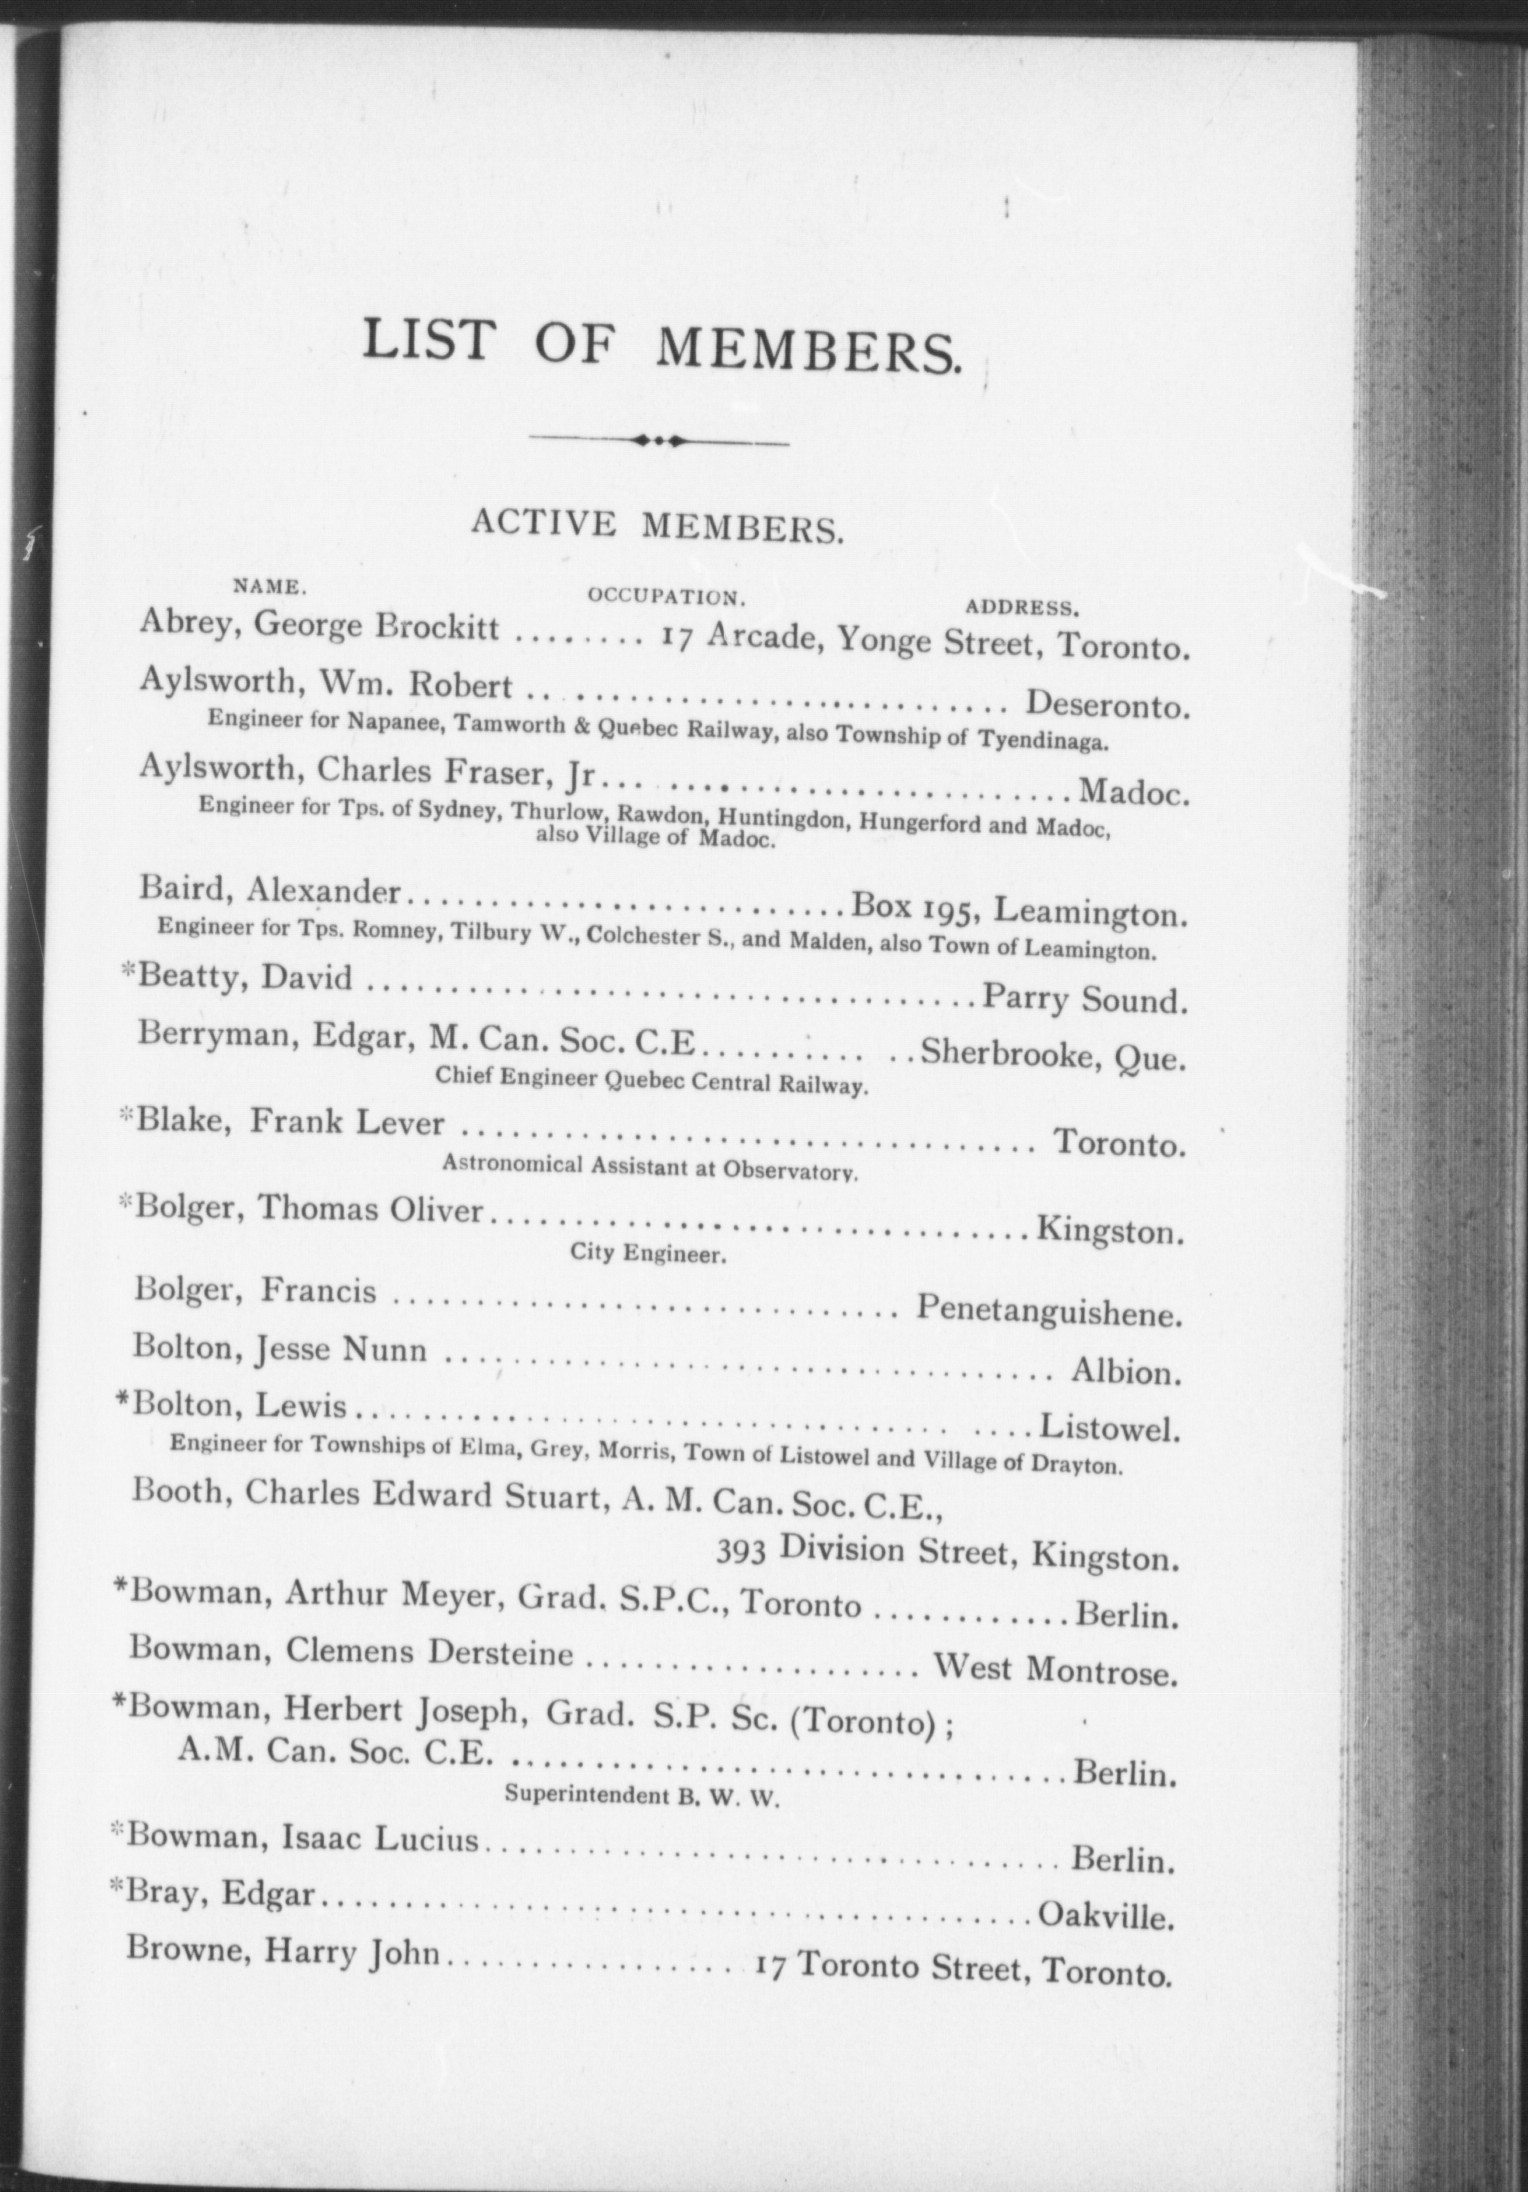 LIST OF MEMBERS.
ACTIVE MEMBERS.
NAME. OCCUPATION. ADDRESS.
Abrey, George Brockitt ........ 17 Arcade, Yonge Street, Toronto.
Aylsworth, Wm. Robert .. ........................... Deseronto.
Engineer for Napanee, Tamworth & Quebec Railway, also Township of Tyendinaga.
Aylsworth, Charles Fraser, Jr... ........................Madoc.
Engineer for Tps. of Sydney, Thurlow, Rawdon, Huntingdon, Hungerford and Madoc,
also Village of Madoc.
Baird, Alexander..........................Box 195, Leamington.
Engineer for Tps. Romney, Tilbury W., Colchester S., and Malden, also Town of Leamington.
*Beatty, David ....................................Parry Sound.
Berryman, Edgar, M. Can. Soc. C.E.......... ..Sherbrooke, Que.
Chief Engineer Quebec Central Railway.
*Blake, Frank Lever .................................. Toronto.
Astronomical Assistant at Observatory.
*Bolger, Thomas Oliver................................Kingston.
City Engineer.
Bolger, Francis .............................. Penetanguishene.
Bolton, Jesse Nunn .................................... Albion.
*Bolton, Lewis................................... ....Listowel.
Engineer for Townships of Elma, Grey, Morris, Town of Listowel and Village of Drayton.
Booth, Charles Edward Stuart, A. M. Can. Soc. C.E.,
393 Division Street, Kingston.
*Bowman, Arthur Meyer, Grad. S.P.C., Toronto ............Berlin.
Bowman, Clemens Dersteine .................... West Montrose.
*Bowman, Herbert Joseph, Grad. S.P. Sc. (Toronto) ;
A.M. Can. Soc. C.E. .................................Berlin.
Superintendent B. W. W.
*Bowman, Isaac Lucius.................................. Berlin.
*Bray, Edgar..........................................Oakville.
Browne, Harry John................. 17 Toronto Street, Toronto.